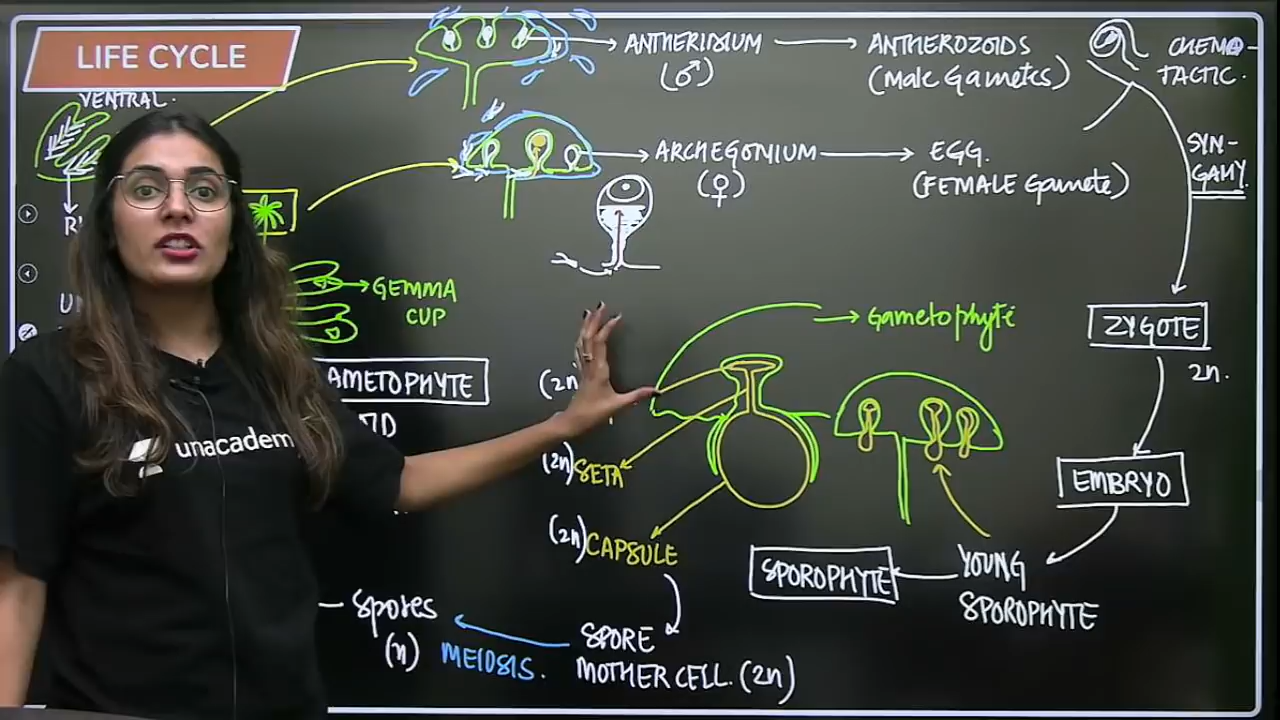 LIFE CYCLE
VENTRAL.
ANTHERIDIUM
(♂)
ANTHEROZOIDS
(Male Gametes)
CHEMO-
TACTIC.
ARCHEGONIUM
(♀)
EGG.
(FEMALE Gamete)
SYN-
GAMY.
GEMMA
CUP
Gametophyte
ZYGOTE
2n.
AMETOPHYTE
(2n)
unacadem
(2n) SETA
EMBRYO
(2n) CAPSULE
SPOROPHYTE
YOUNG
SPOROPHYTE
Spores
(n)
MEIOSIS.
SPORE
MOTHER CELL. (2n)